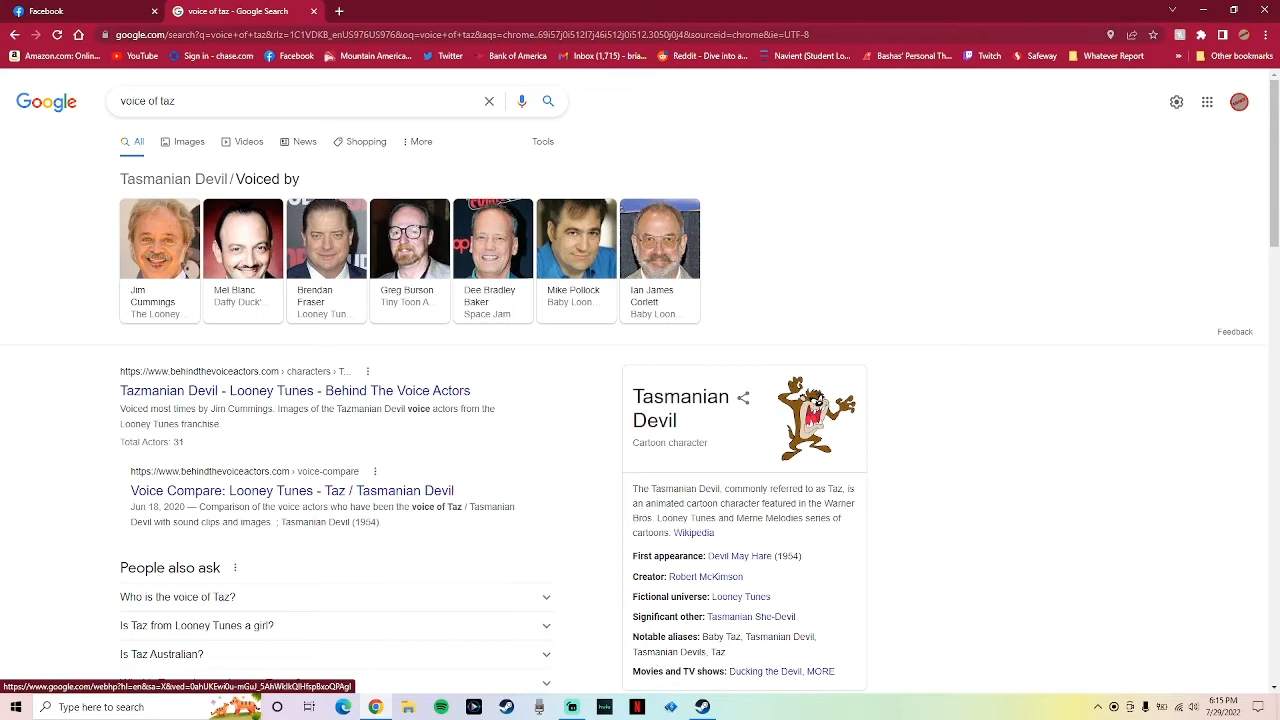 Facebook
voice of taz - Google Search
google.com/search?q=voice+of+taz&rlz=1C1VDKB_enUS976US976&oq=voice+of+taz&aqs=chrome..69i57j0i512l7j46i512j0i512.3050j0j4&sourceid=chrome&ie=UTF-8
Amazon.com: Onlin...
YouTube
Sign in - chase.com
Facebook
Mountain America...
Twitter
Bank of America
Inbox (1,715) - bria...
Reddit - Dive into a...
Navient (Student Lo...
Bashas' Personal Th...
Twitch
Safeway
Whatever Report
»
Other bookmarks
Google
voice of taz
All
Images
Videos
News
Shopping
More
Tools
Tasmanian Devil / Voiced by
Jim Cummings
The Looney...
Mel Blanc
Daffy Duck'...
Brendan Fraser
Looney Tun...
Greg Burson
Tiny Toon A...
Dee Bradley Baker
Space Jam
Mike Pollock
Baby Loon...
Ian James Corlett
Baby Loon...
Feedback
https://www.behindthevoiceactors.com › characters › T...
Tazmanian Devil - Looney Tunes - Behind The Voice Actors
Voiced most times by Jim Cummings. Images of the Tazmanian Devil voice actors from the
Looney Tunes franchise.
Total Actors: 31
https://www.behindthevoiceactors.com › voice-compare
Voice Compare: Looney Tunes - Taz / Tasmanian Devil
Jun 18, 2020 — Comparison of the voice actors who have been the voice of Taz / Tasmanian
Devil with sound clips and images. ; Tasmanian Devil (1954).
People also ask
Who is the voice of Taz?
Is Taz from Looney Tunes a girl?
Is Taz Australian?
Tasmanian
Devil
Cartoon character
The Tasmanian Devil, commonly referred to as Taz, is
an animated cartoon character featured in the Warner
Bros. Looney Tunes and Merrie Melodies series of
cartoons. Wikipedia
First appearance: Devil May Hare (1954)
Creator: Robert McKimson
Fictional universe: Looney Tunes
Significant other: Tasmanian She-Devil
Notable aliases: Baby Taz, Tasmanian Devil,
Tasmanian Devils, Taz
Movies and TV shows: Ducking the Devil, MORE
Type here to search
hulu
N
6:15 PM
7/29/2022